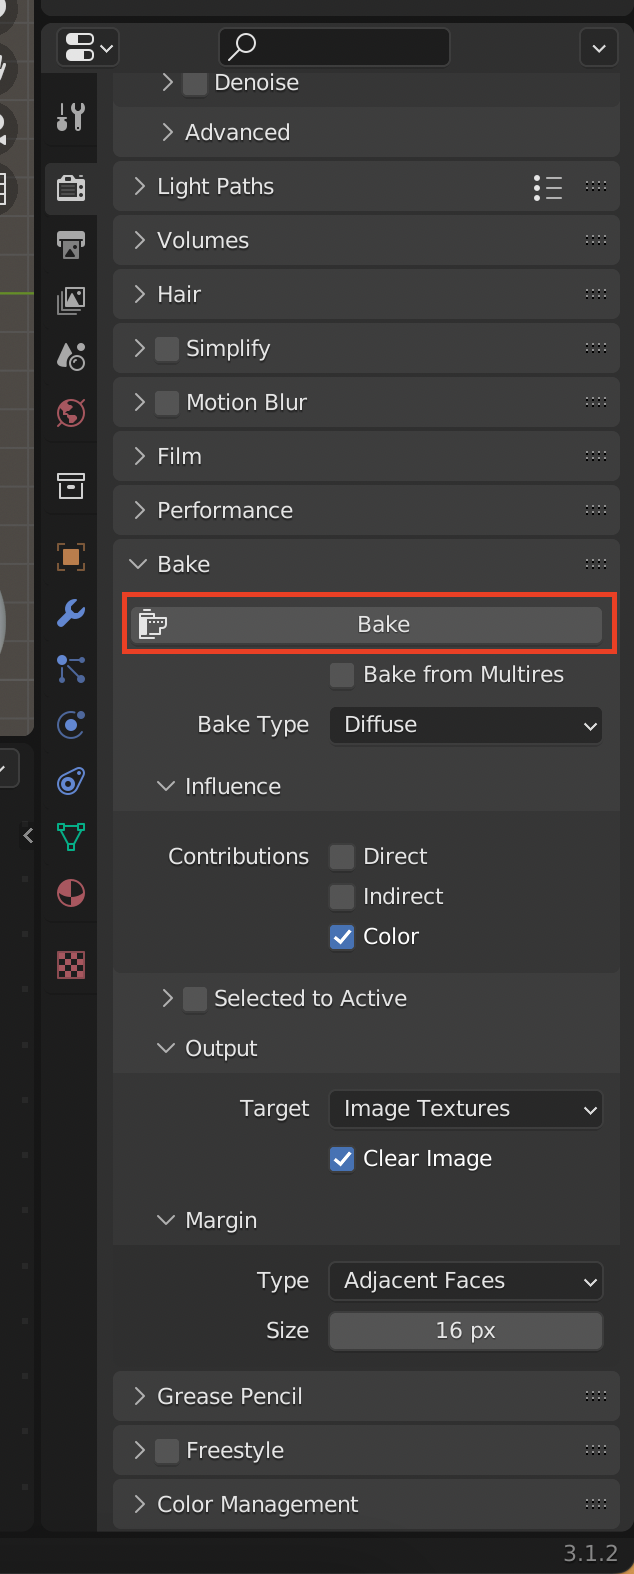 Denoise
Advanced
Light Paths
Volumes
Hair
Simplify
Motion Blur
Film
Performance
Bake
Bake
Bake from Multires
Bake Type Diffuse
Influence
Contributions Direct
Indirect
Color
Selected to Active
Output
Target Image Textures
Clear Image
Margin
Type Adjacent Faces
Size 16 px
Grease Pencil
Freestyle
Color Management
3.1.2